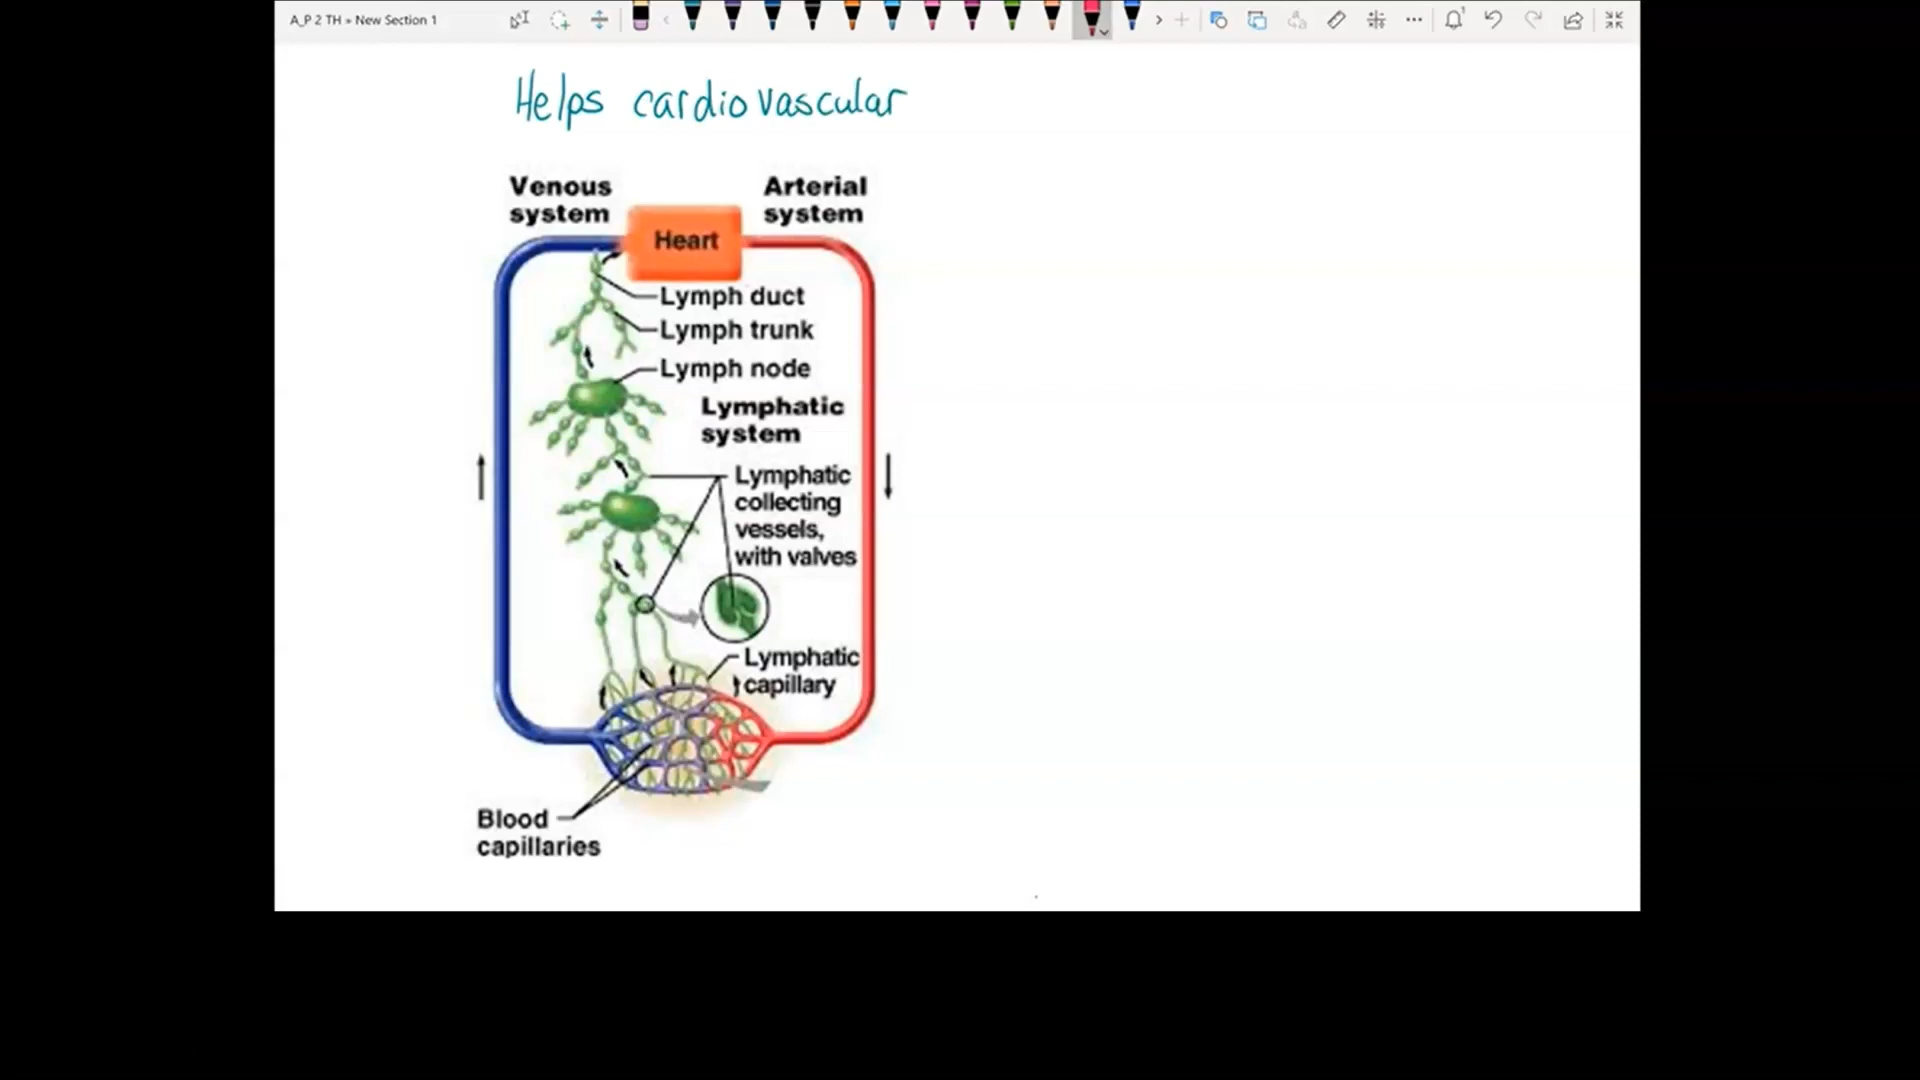 A_P 2 TH » New Section 1
Helps cardiovascular
Venous
system
Arterial
system
Heart
Lymph duct
Lymph trunk
Lymph node
Lymphatic
system
Lymphatic
collecting
vessels,
with valves
Lymphatic
capillary
Blood
capillaries